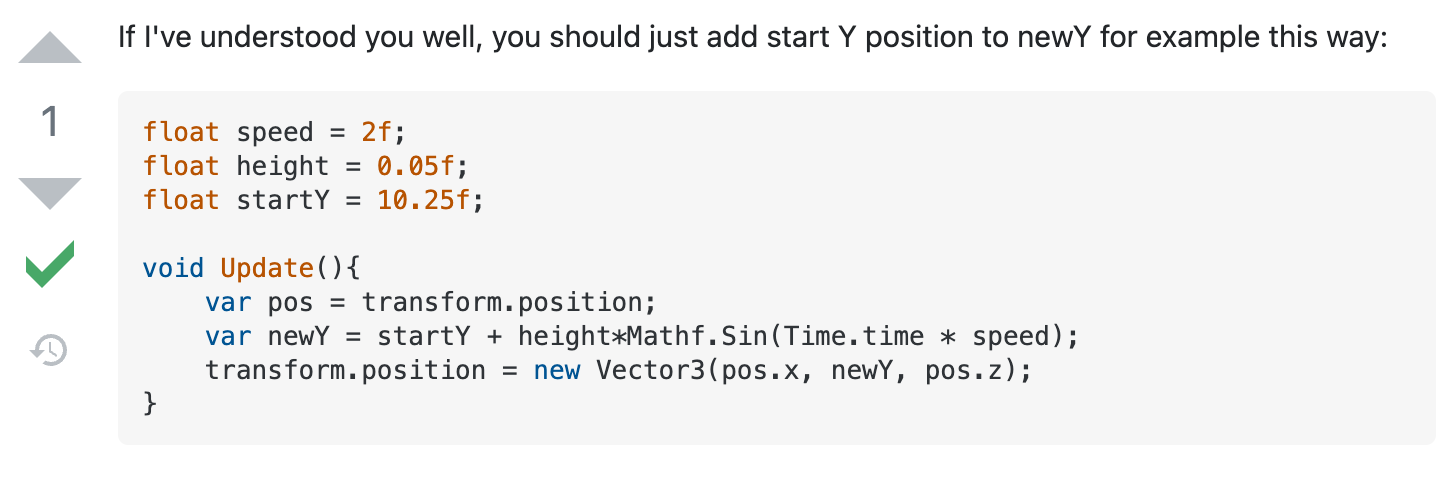 If I've understood you well, you should just add start Y position to newY for example this way:
1
float speed = 2f;
float height = 0.05f;
float startY = 10.25f;
void Update(){
    var pos = transform.position;
    var newY = startY + height*Mathf.Sin(Time.time * speed);
    transform.position = new Vector3(pos.x, newY, pos.z);
}